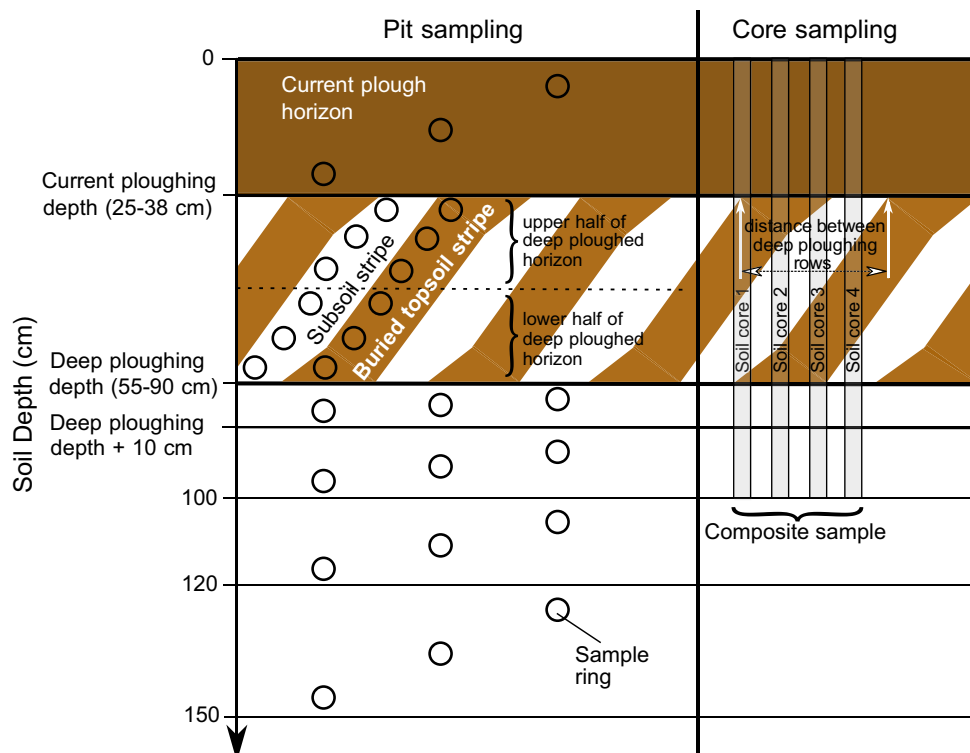 Pit sampling
Core sampling
0
Current plough
horizon
Current ploughing
depth (25-38 cm)
Subsoil stripe
Buried topsoil stripe
upper half of
deep ploughed
horizon
distance between
deep ploughing
rows
lower half of
deep ploughed
horizon
Soil core 1
Soil core 2
Soil core 3
Soil core 4
Soil Depth (cm)
Deep ploughing
depth (55-90 cm)
Deep ploughing
depth + 10 cm
100
Composite sample
120
Sample
ring
150